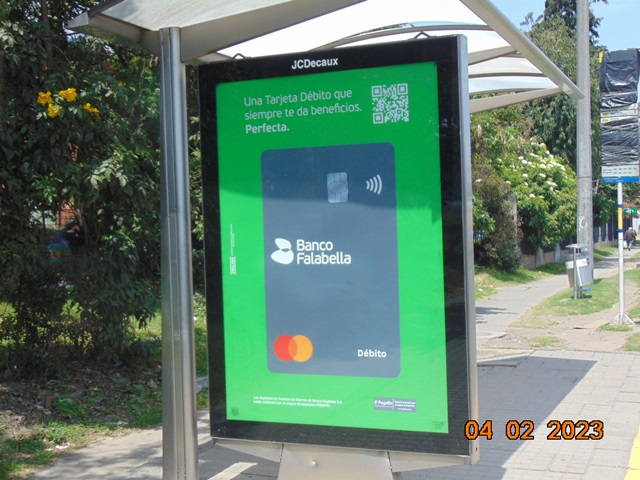 JCDecaux
Una Tarjeta Débito que
siempre te da beneficios.
Perfecta.
Banco
Falabella
Débito
04 02 2023